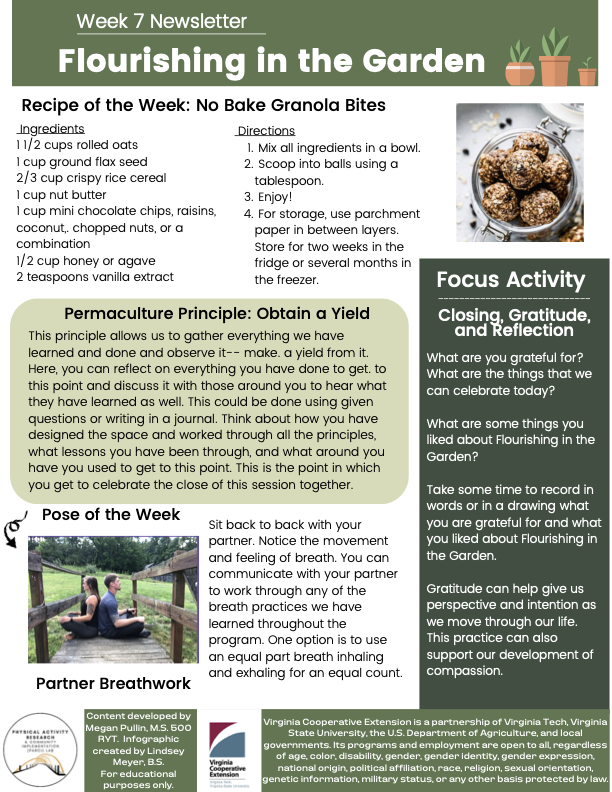 Week 7 Newsletter
Flourishing in the Garden
Recipe of the Week: No Bake Granola Bites
Ingredients
1 1/2 cups rolled oats
1 cup ground flax seed
2/3 cup crispy rice cereal
1 cup nut butter
1 cup mini chocolate chips, raisins,
coconut,. chopped nuts, or a
combination
1/2 cup honey or agave
2 teaspoons vanilla extract
Directions
1. Mix all ingredients in a bowl.
2. Scoop into balls using a
tablespoon.
3. Enjoy!
4. For storage, use parchment
paper in between layers.
Store for two weeks in the
fridge or several months in
the freezer.
Permaculture Principle: Obtain a Yield
This principle allows us to gather everything we have
learned and done and observe it-- make. a yield from it.
Here, you can reflect on everything you have done to get. to
this point and discuss it with those around you to hear what
they have learned as well. This could be done using given
questions or writing in a journal. Think about how you have
designed the space and worked through all the principles,
what lessons you have been through, and what around you
have you used to get to this point. This is the point in which
you get to celebrate the close of this session together.
Focus Activity
Closing, Gratitude,
and Reflection
What are you grateful for?
What are the things that we
can celebrate today?
What are some things you
liked about Flourishing in the
Garden?
Take some time to record in
words or in a drawing what
you are grateful for and what
you liked about Flourishing in
the Garden.
Gratitude can help give us
perspective and intention as
we move through our life.
This practice can also
support our development of
compassion.
Pose of the Week
Partner Breathwork
Sit back to back with your
partner. Notice the movement
and feeling of breath. You can
communicate with your partner
to work through any of the
breath practices we have
learned throughout the
program. One option is to use
an equal part breath inhaling
and exhaling for an equal count.
PHYSICAL ACTIVITY
RESEARCH
& COMMUNITY
IMPLEMENTATION
(PARCI) LAB
Content developed by
Megan Pullin, M.S. 500
RYT. Infographic
created by Lindsey
Meyer, B.S.
For educational
purposes only.
Virginia
Cooperative
Extension
Virginia Cooperative Extension is a partnership of Virginia Tech, Virginia
State University, the U.S. Department of Agriculture, and local
governments. Its programs and employment are open to all, regardless
of age, color, disability, gender, gender identity, gender expression,
national origin, political affiliation, race, religion, sexual orientation,
genetic information, military status, or any other basis protected by law.